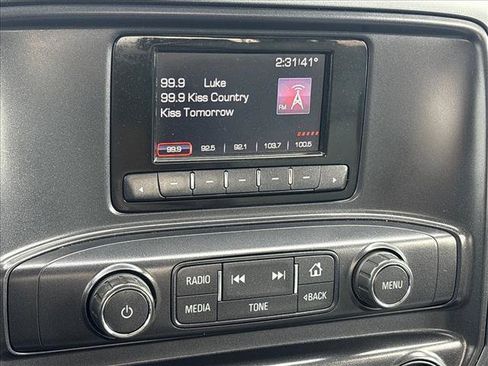 2:31 41°
99.9 Luke
99.9 Kiss Country
Kiss Tomorrow
FM
99.9 92.5 92.1 103.7 100.5
RADIO
MEDIA
TONE
BACK
MENU